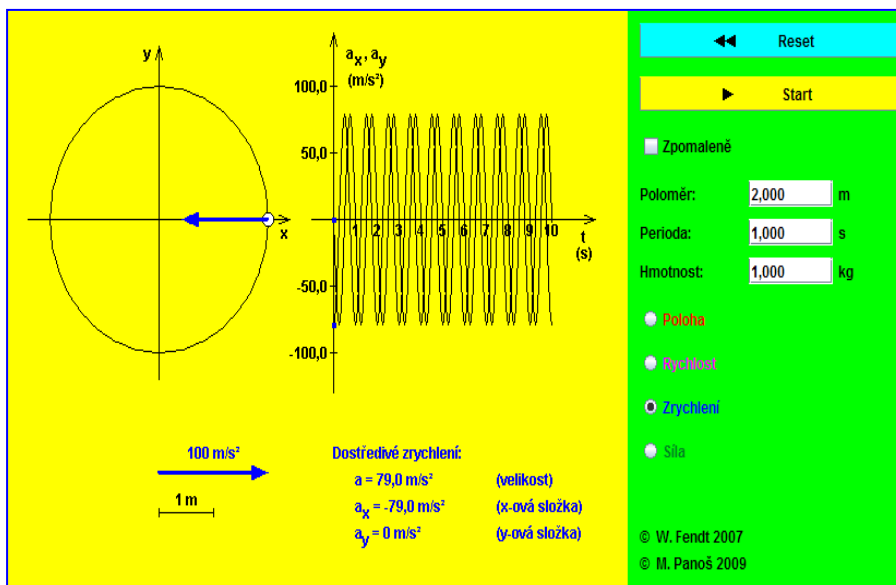 y
x
aₓ, aᵧ
(m/s²)
100,0
50,0
-50,0
-100,0
1 2 3 4 5 6 7 8 9 10
t
(s)
100 m/s²
1 m
Dostředivé zrychlení:
a = 79,0 m/s² (velikost)
aₓ = -79,0 m/s² (x-ová složka)
aᵧ = 0 m/s² (y-ová složka)
Reset
Start
Zpomaleně
Poloměr: 2,000 m
Perioda: 1,000 s
Hmotnost: 1,000 kg
Poloha
Rychlost
Zrychlení
Síla
© W. Fendt 2007
© M. Panoš 2009